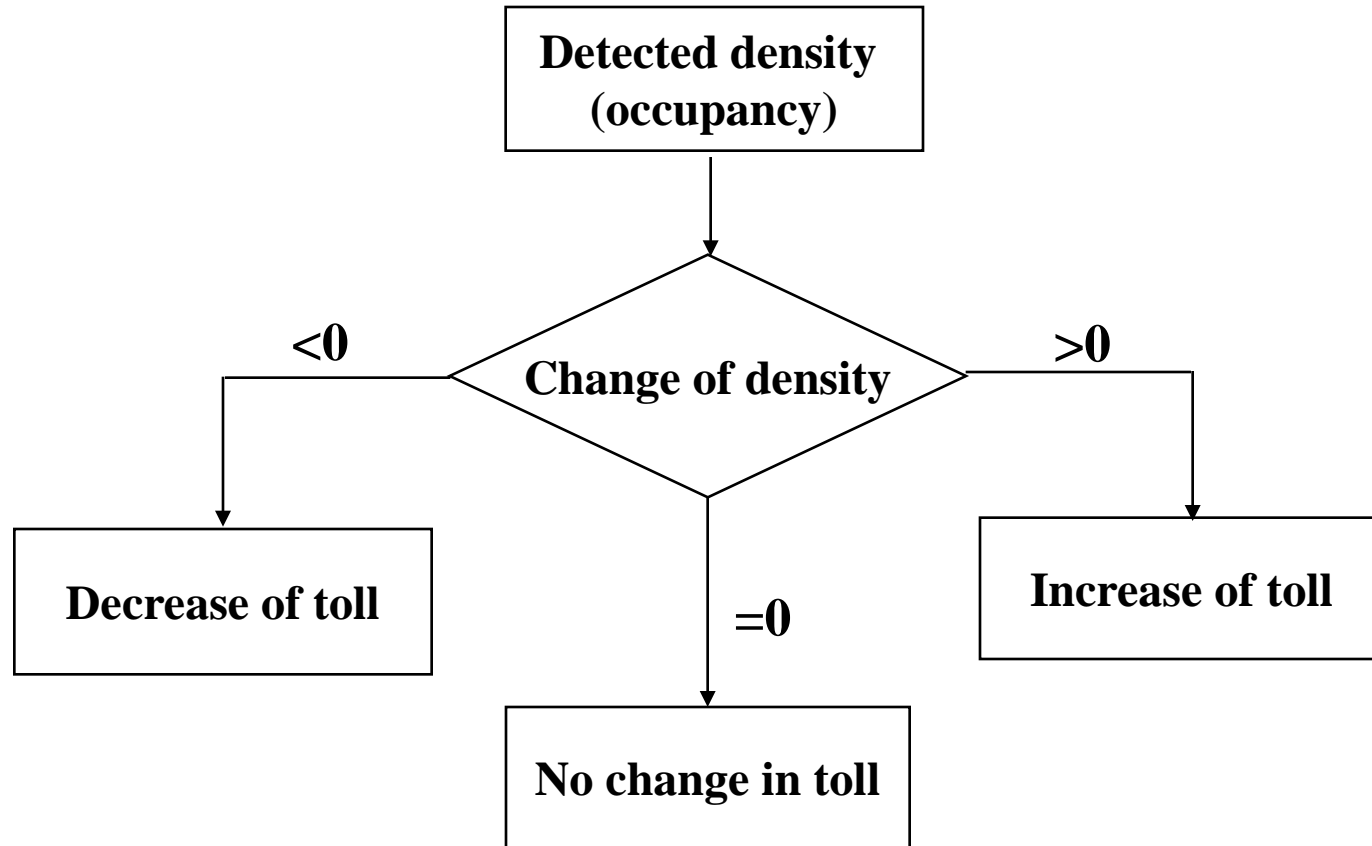 Detected density
(occupancy)
<0
>0
Change of density
Decrease of toll
Increase of toll
=0
No change in toll